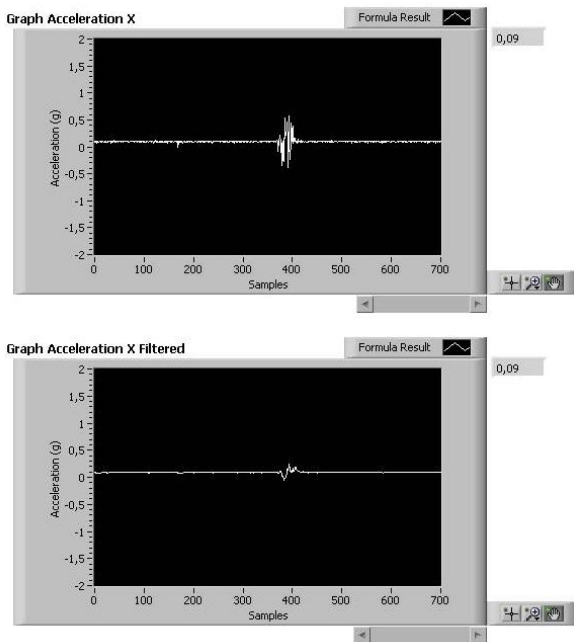 Graph Acceleration X
Formula Result
0,09
2
1,5
1
0,5
0
-0,5
-1
-1,5
-2
Acceleration (g)
0 100 200 300 400 500 600 700
Samples
Graph Acceleration X Filtered
Formula Result
0,09
2
1,5
1
0,5
0
-0,5
-1
-1,5
-2
Acceleration (g)
0 100 200 300 400 500 600 700
Samples